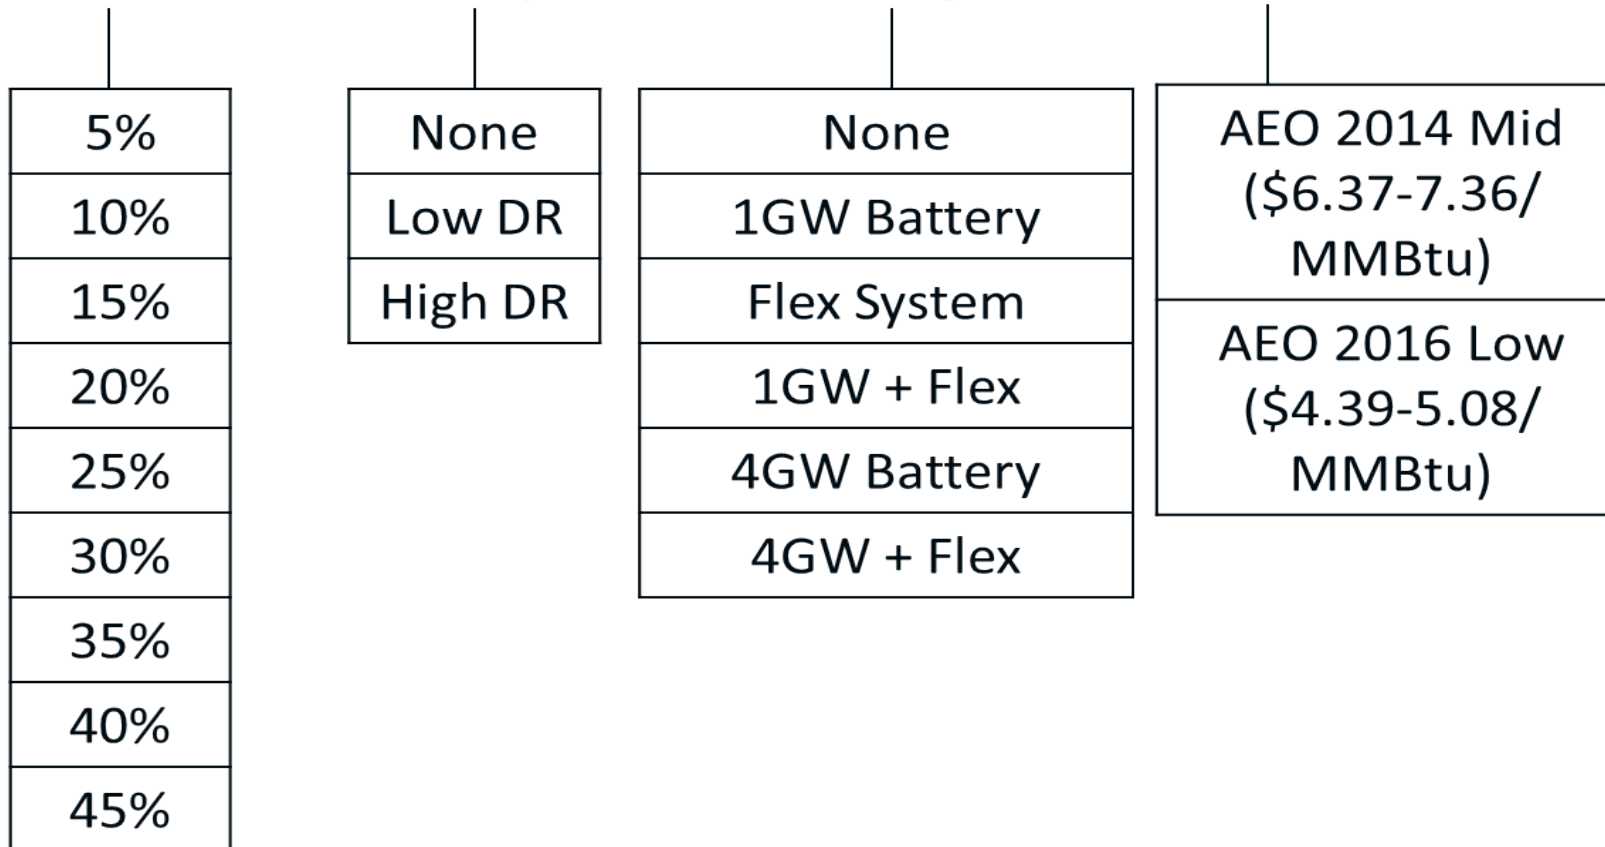 5%
10%
15%
20%
25%
30%
35%
40%
45%
None
Low DR
High DR
None
1GW Battery
Flex System
1GW + Flex
4GW Battery
4GW + Flex
AEO 2014 Mid
($6.37-7.36/
MMBtu)
AEO 2016 Low
($4.39-5.08/
MMBtu)